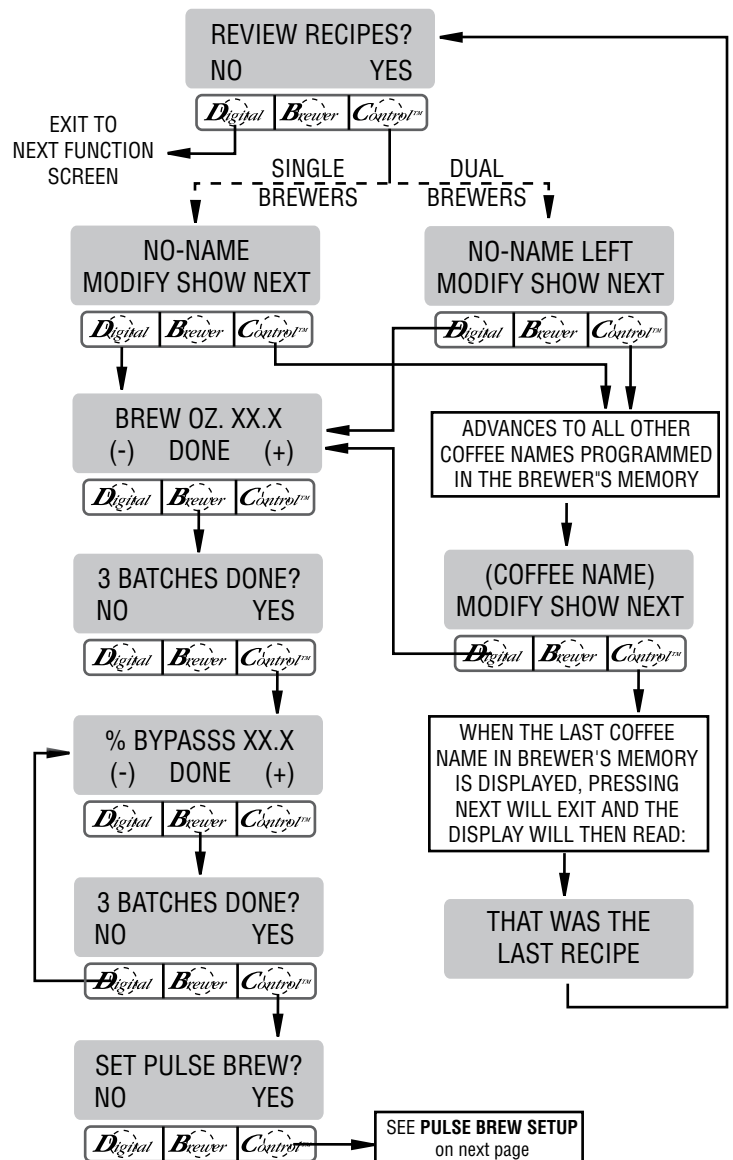 REVIEW RECIPES?
NO YES
Digital Brewer Control™
EXIT TO
NEXT FUNCTION
SCREEN
SINGLE
BREWERS
DUAL
BREWERS
NO-NAME
MODIFY SHOW NEXT
Digital Brewer Control™
NO-NAME LEFT
MODIFY SHOW NEXT
Digital Brewer Control™
BREW OZ. XX.X
(-) DONE (+)
Digital Brewer Control™
ADVANCES TO ALL OTHER
COFFEE NAMES PROGRAMMED
IN THE BREWER"S MEMORY
3 BATCHES DONE?
NO YES
Digital Brewer Control™
(COFFEE NAME)
MODIFY SHOW NEXT
Digital Brewer Control™
% BYPASSS XX.X
(-) DONE (+)
Digital Brewer Control™
WHEN THE LAST COFFEE
NAME IN BREWER'S MEMORY
IS DISPLAYED, PRESSING
NEXT WILL EXIT AND THE
DISPLAY WILL THEN READ:
3 BATCHES DONE?
NO YES
Digital Brewer Control™
THAT WAS THE
LAST RECIPE
SET PULSE BREW?
NO YES
Digital Brewer Control™
SEE PULSE BREW SETUP
on next page